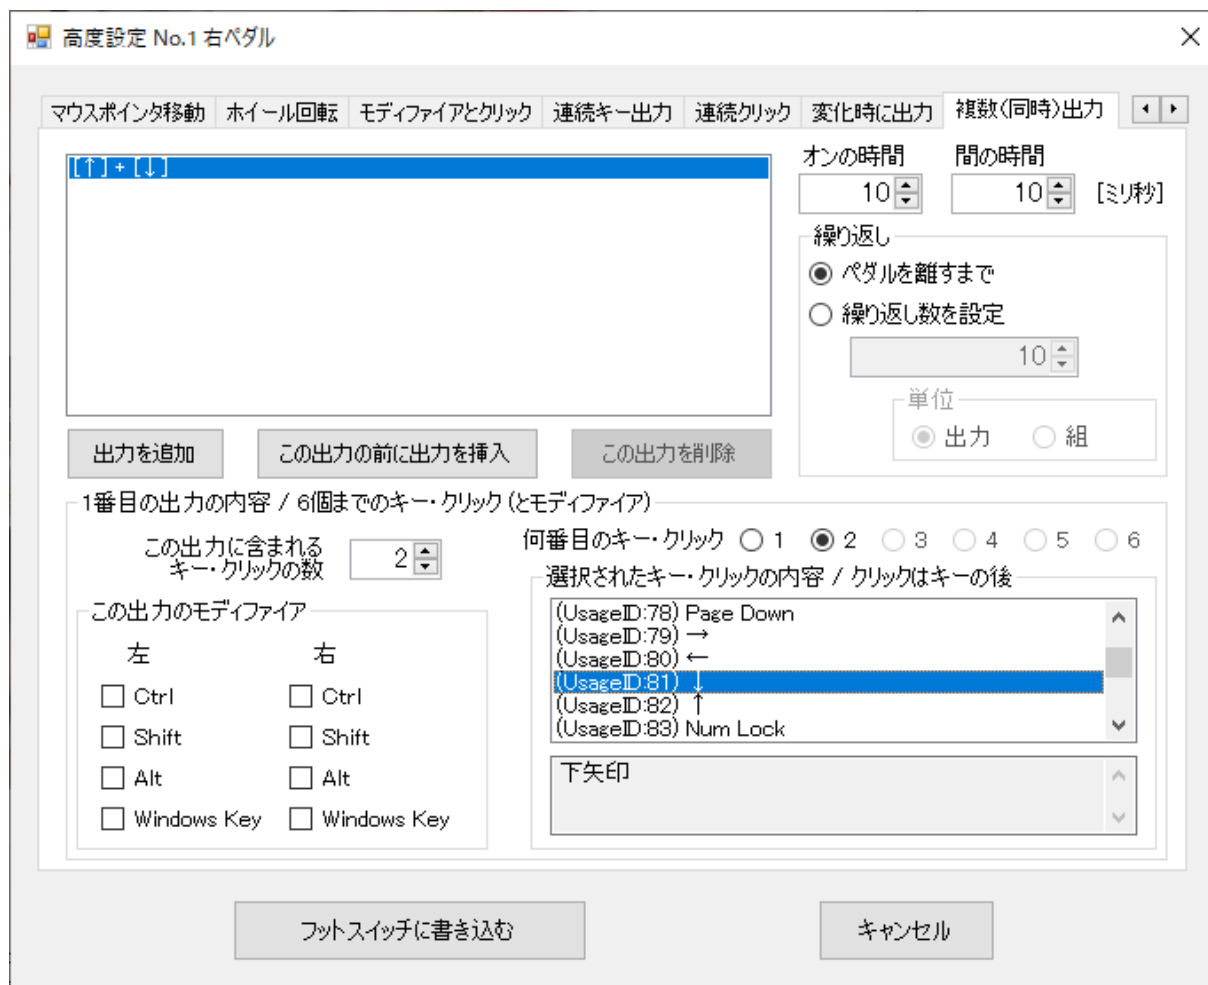 高度設定 No.1 右ペダル
マウスポインタ移動 ホイール回転 モディファイアとクリック 連続キー出力 連続クリック 変化時に出力 複数(同時)出力
[↑] + [↓]
オンの時間 間の時間
10 10 [ミリ秒]
繰り返し
ペダルを離すまで
繰り返し数を設定
10
単位
出力 組
出力を追加 この出力の前に出力を挿入 この出力を削除
1番目の出力の内容 / 6個までのキー・クリック (とモディファイア)
この出力に含まれる
キー・クリックの数
2
何番目のキー・クリック 1 2 3 4 5 6
選択されたキー・クリックの内容 / クリックはキーの後
(UsageID:78) Page Down
(UsageID:79) →
(UsageID:80) ←
(UsageID:81) ↓
(UsageID:82) ↑
(UsageID:83) Num Lock
下矢印
この出力のモディファイア
左 右
Ctrl Ctrl
Shift Shift
Alt Alt
Windows Key Windows Key
フットスイッチに書き込む キャンセル